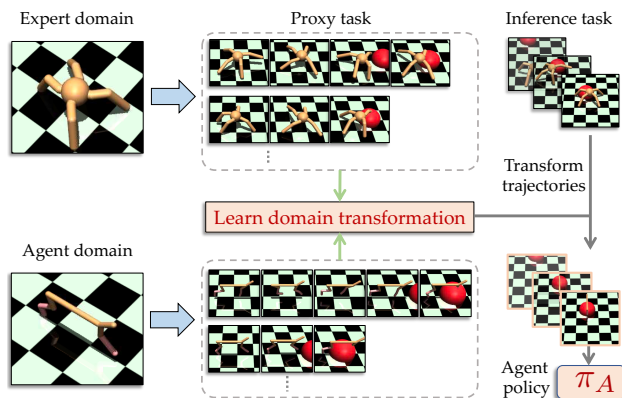 Expert domain
Proxy task
Inference task
Transform
trajectories
Learn domain transformation
Agent domain
Agent
policy
π_A